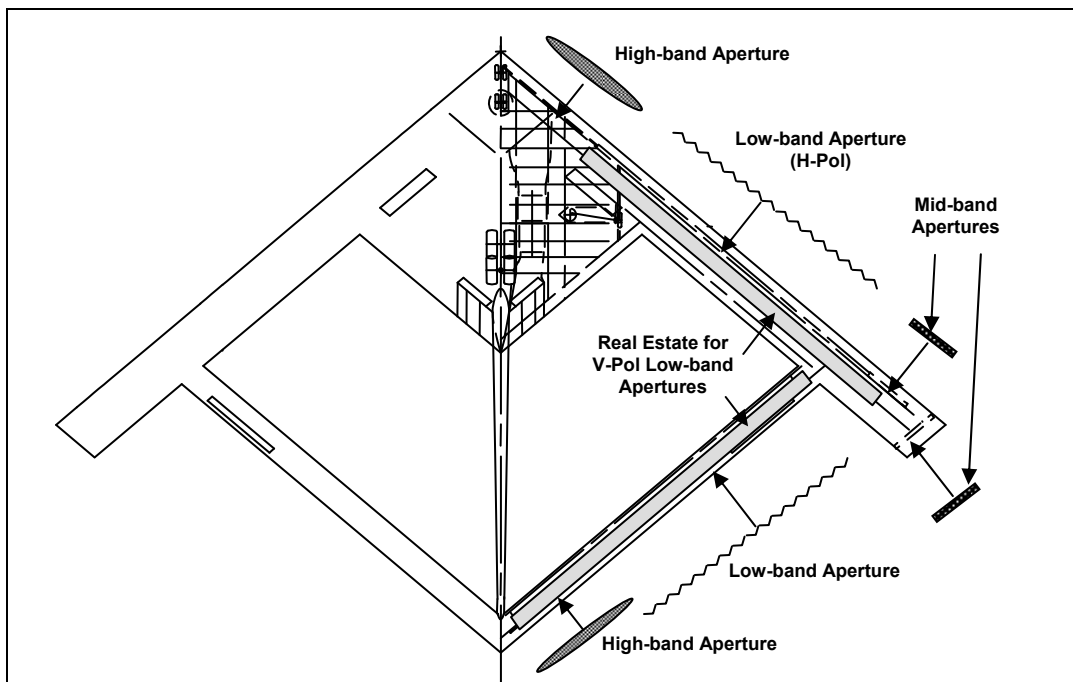 High-band Aperture
Low-band Aperture
(H-Pol)
Mid-band
Apertures
Real Estate for
V-Pol Low-band
Apertures
Low-band Aperture
High-band Aperture